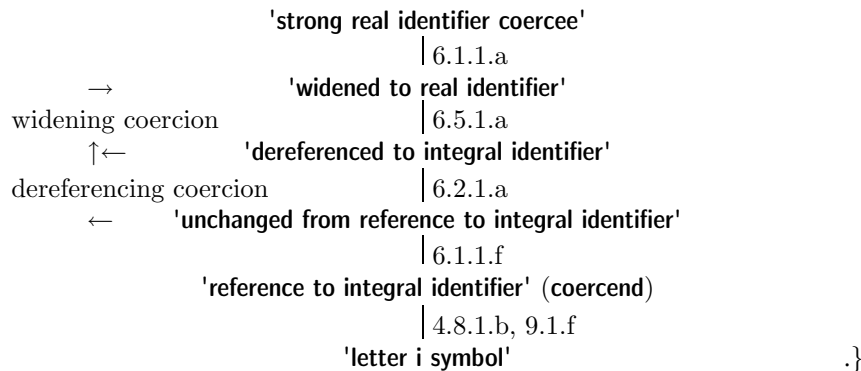 'strong real identifier coercee'
6.1.1.a
→ 'widened to real identifier'
widening coercion 6.5.1.a
↑← 'dereferenced to integral identifier'
dereferencing coercion 6.2.1.a
← 'unchanged from reference to integral identifier'
6.1.1.f
'reference to integral identifier' (coercend)
4.8.1.b, 9.1.f
'letter i symbol' .}